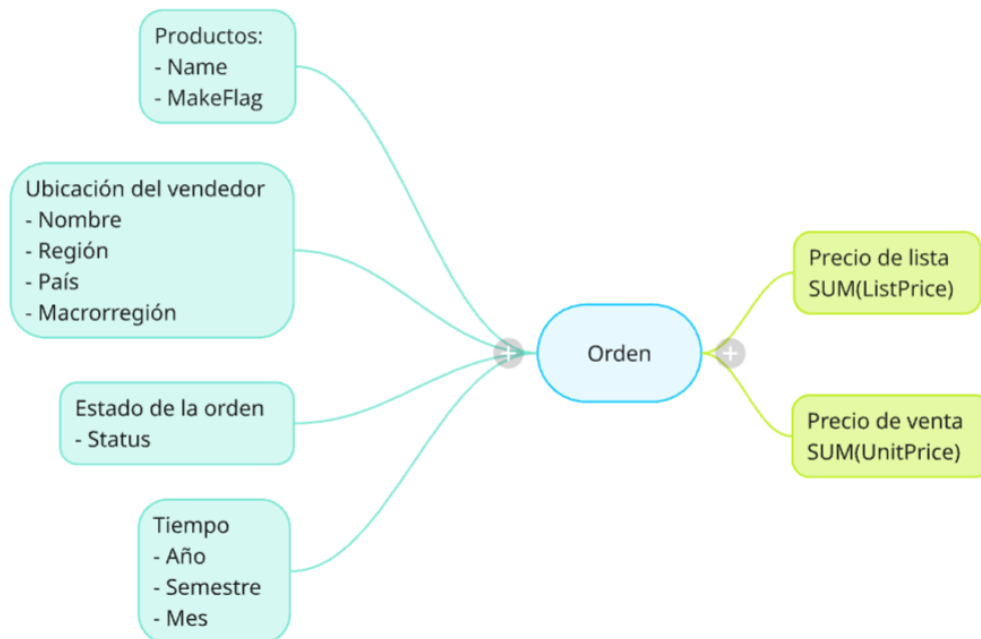 Productos:
- Name
- MakeFlag
Ubicación del vendedor
- Nombre
- Región
- País
- Macrorregión
Estado de la orden
- Status
Tiempo
- Año
- Semestre
- Mes
Orden
Precio de lista
SUM(ListPrice)
Precio de venta
SUM(UnitPrice)